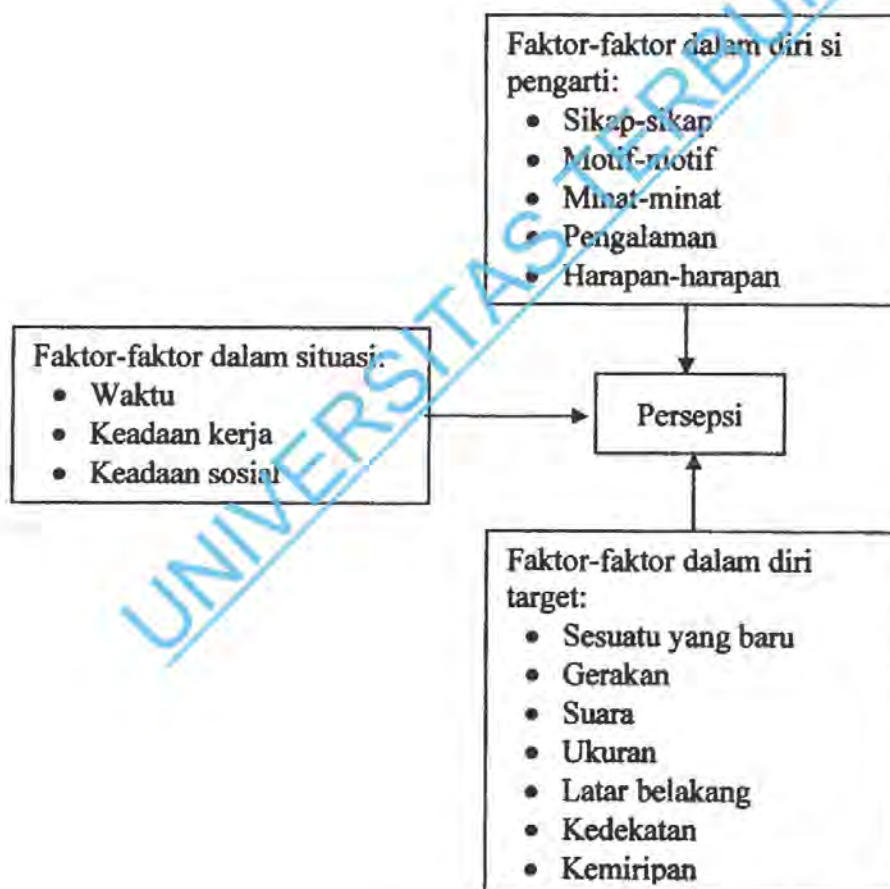 Faktor-faktor dalam diri si
pengarti:
• Sikap-sikap
• Motif-motif
• Minat-minat
• Pengalaman
• Harapan-harapan
Faktor-faktor dalam situasi:
• Waktu
• Keadaan kerja
• Keadaan sosial
Persepsi
Faktor-faktor dalam diri
target:
• Sesuatu yang baru
• Gerakan
• Suara
• Ukuran
• Latar belakang
• Kedekatan
• Kemiripan
UNIVERSITAS